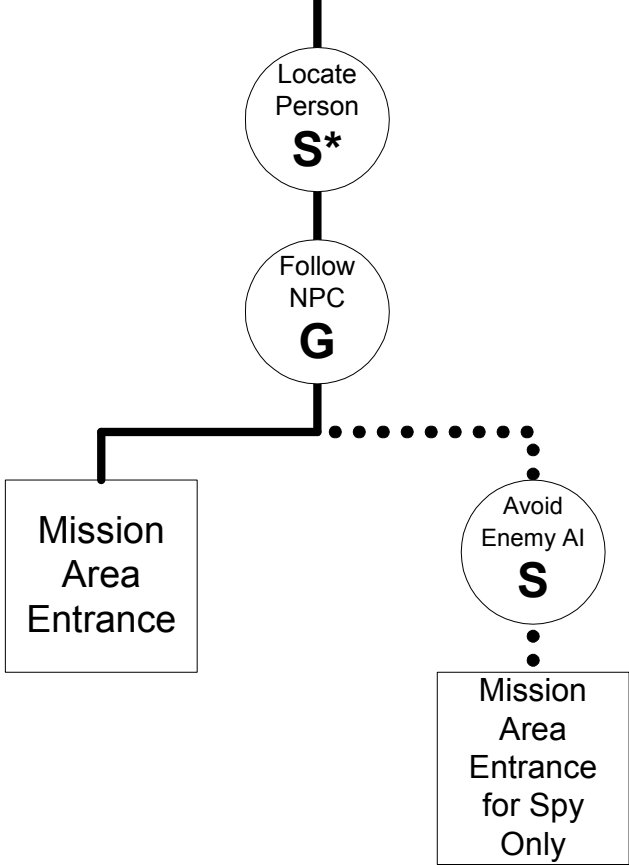 Locate
Person
S*
Follow
NPC
G
Mission
Area
Entrance
Avoid
Enemy AI
S
Mission
Area
Entrance
for Spy
Only